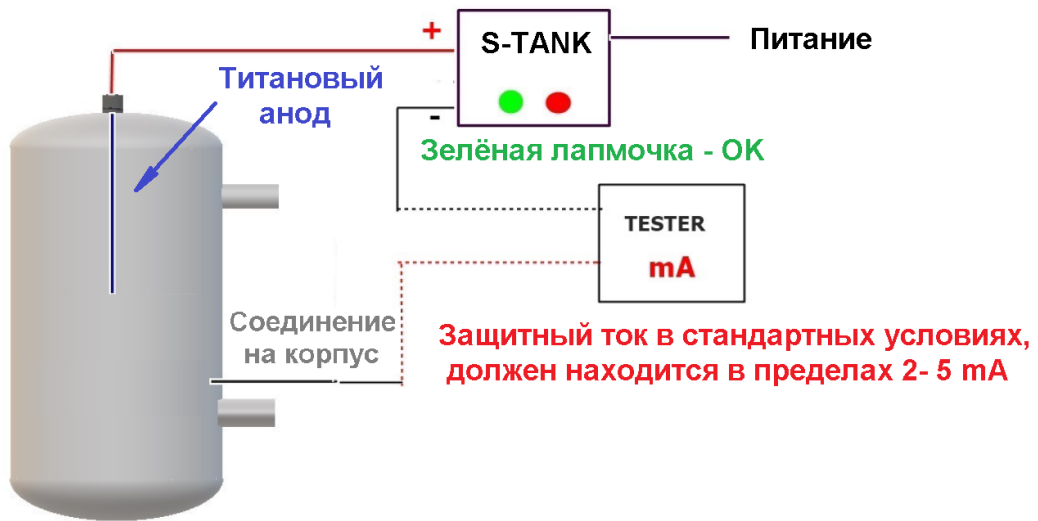 +
S-TANK
Питание
Титановый
анод
-
Зелёная лапмочка - OK
TESTER
mA
Соединение
на корпус
Защитный ток в стандартных условиях,
должен находится в пределах 2- 5 mA